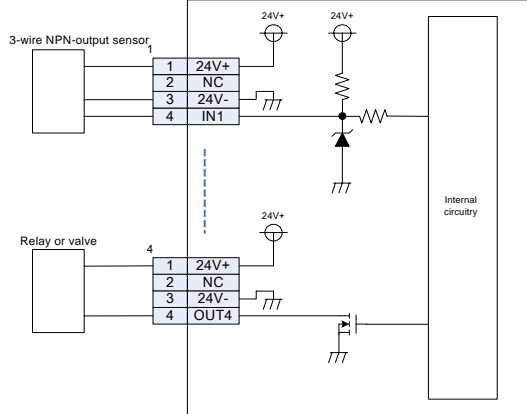 24V+
24V+
3-wire NPN-output sensor
1
1 24V+
2 NC
3 24V-
4 IN1
Internal
circuitry
24V+
Relay or valve
4
1 24V+
2 NC
3 24V-
4 OUT4